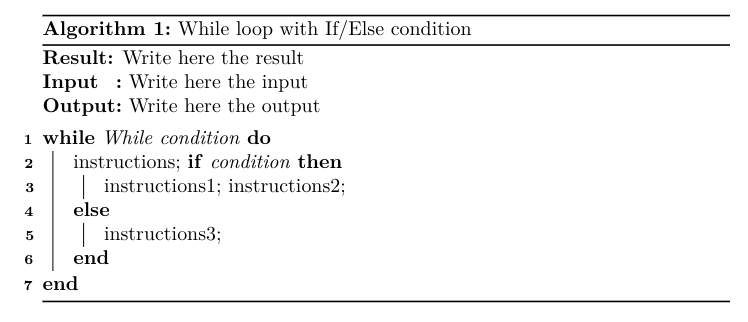 Algorithm 1: While loop with If/Else condition
Result: Write here the result
Input : Write here the input
Output: Write here the output
1 while While condition do
2 instructions; if condition then
3 instructions1; instructions2;
4 else
5 instructions3;
6 end
7 end